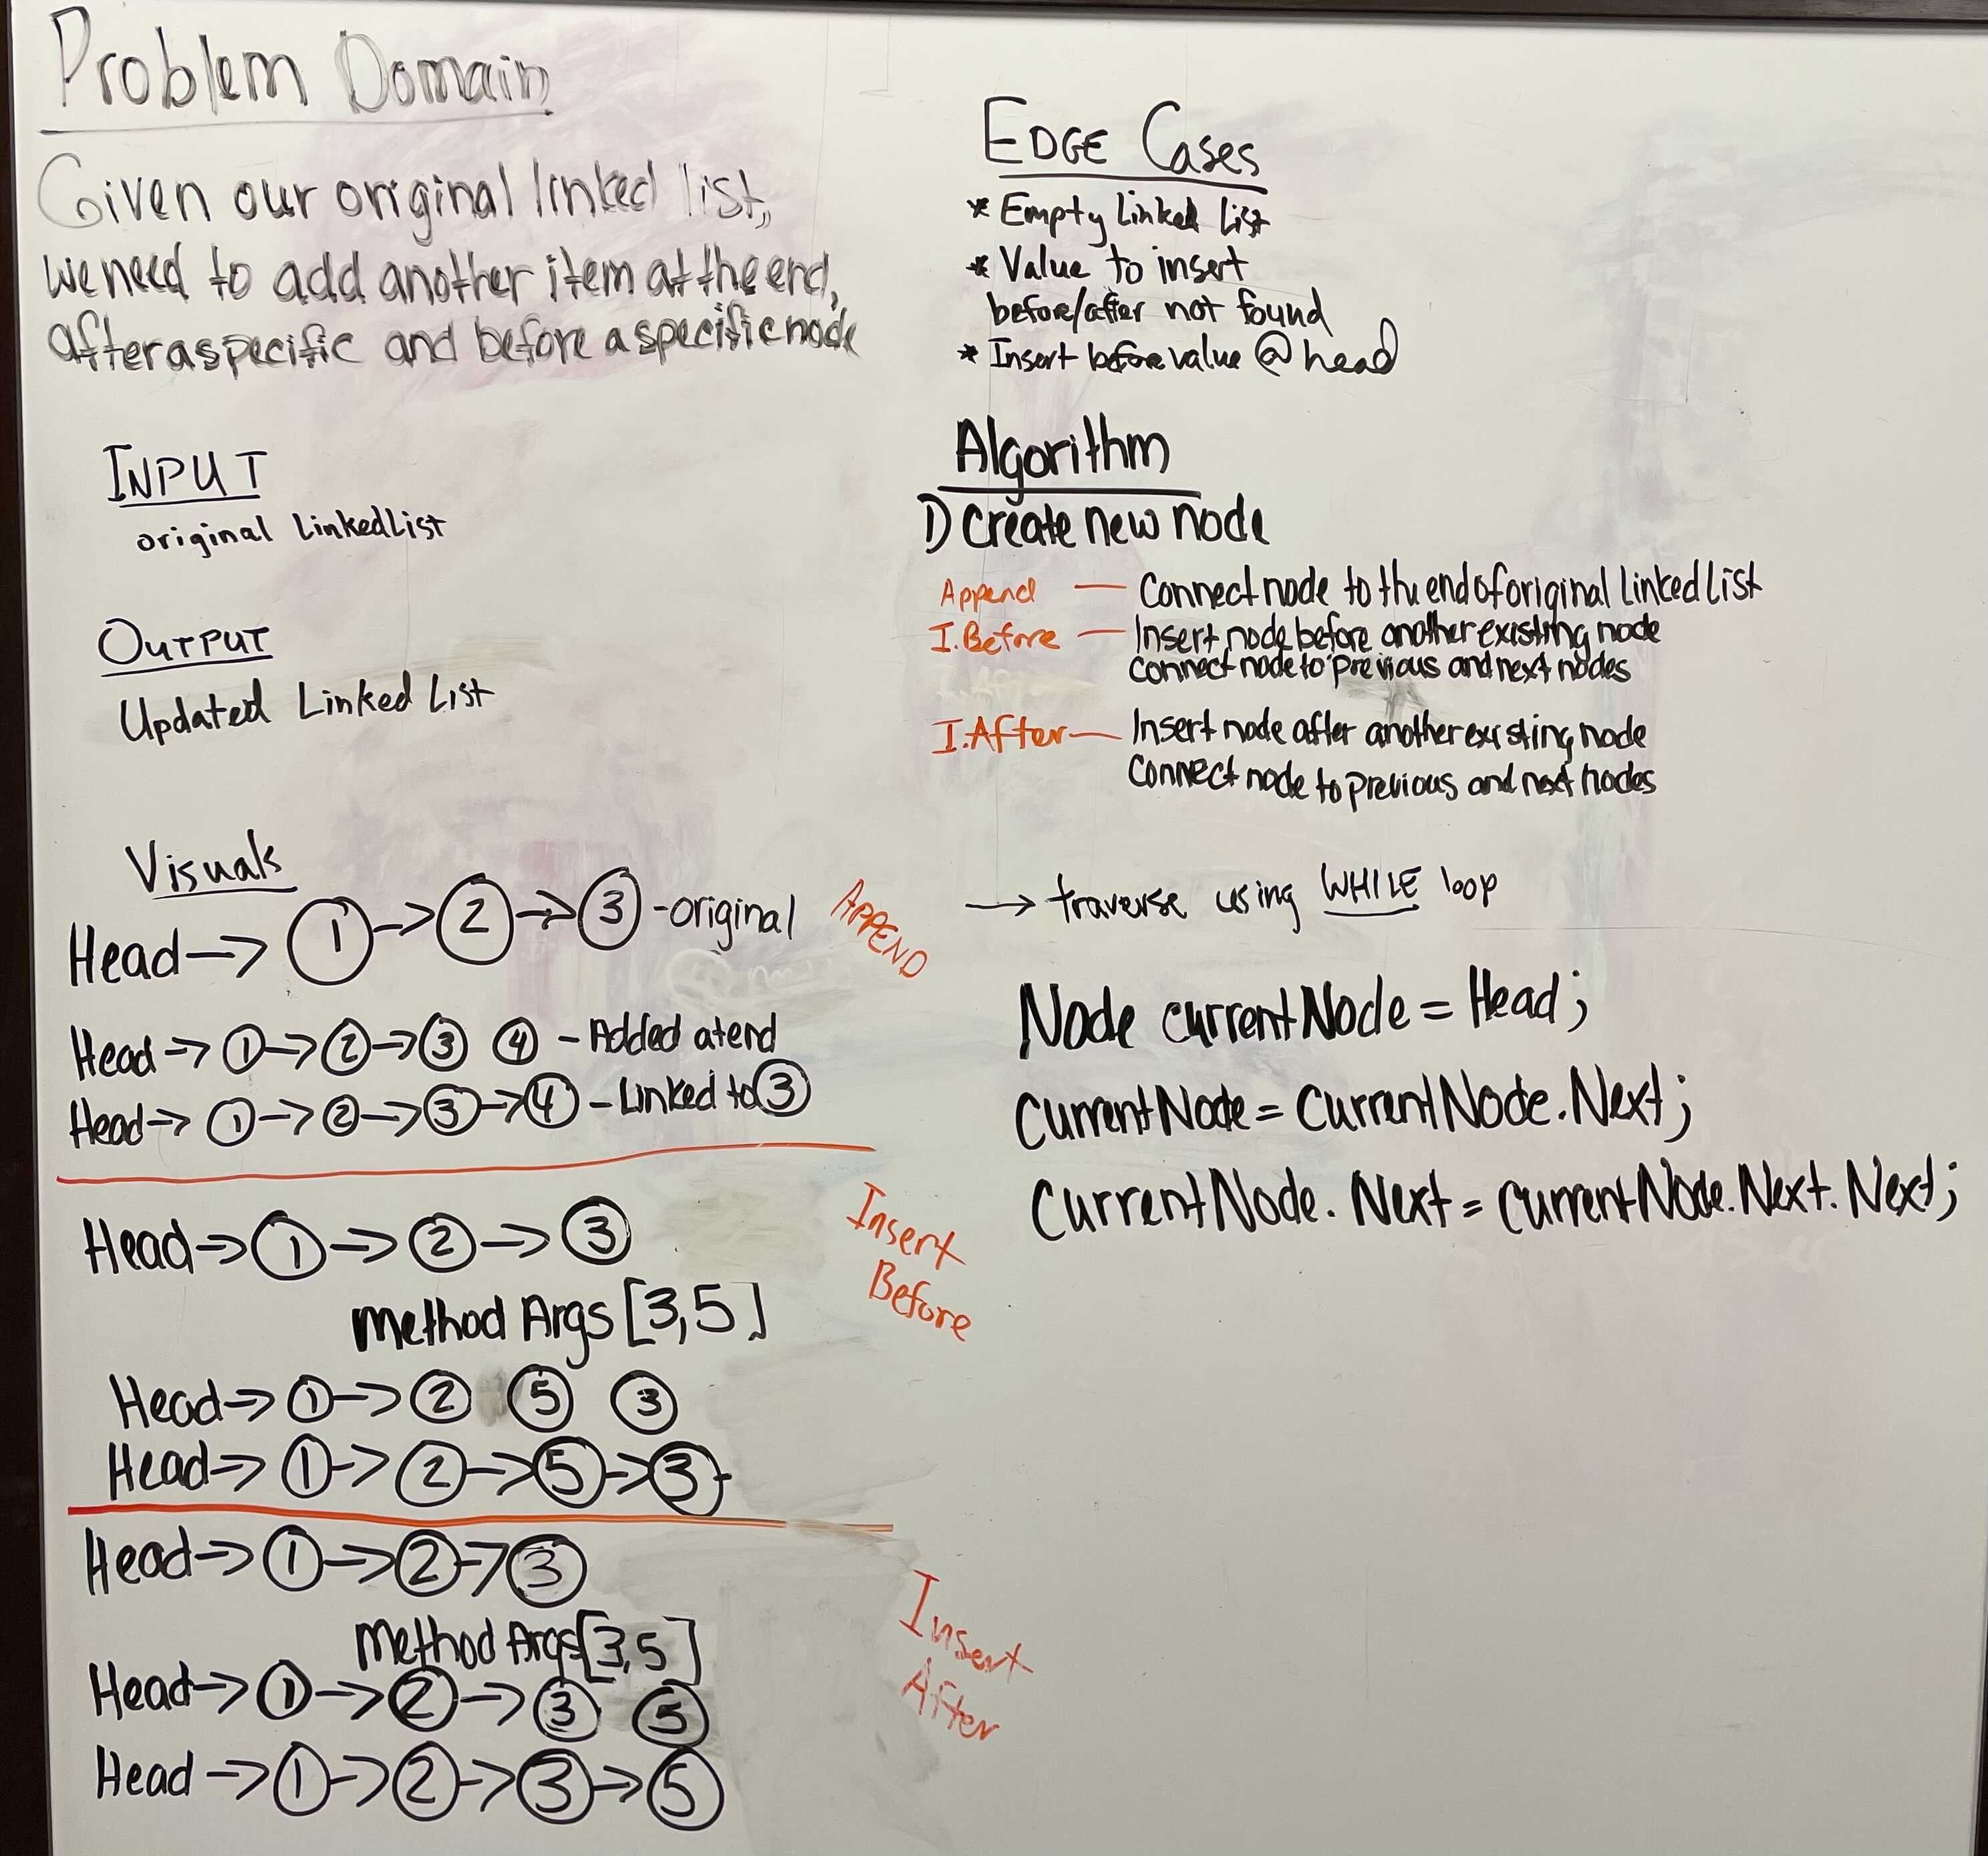 Problem Domain
Given our original linked list,
we need to add another item at the end,
after a specific and before a specific node
INPUT
original LinkedList
OUTPUT
Updated Linked List
Visuals
Head → 1 → 2 → 3 - original
APPEND
Head → 1 → 2 → 3 4 - Added at end
Head → 1 → 2 → 3 → 4 - Linked to 3
Head → 1 → 2 → 3
Insert
Before
Method Args [3,5]
Head → 1 → 2 5 3
Head → 1 → 2 → 5 → 3
Head → 1 → 2 → 3
Insert
After
Method Args [3,5]
Head → 1 → 2 → 3 5
Head → 1 → 2 → 3 → 5
EDGE Cases
* Empty Linked List
* Value to insert
before/after not found
* Insert before value @ head
Algorithm
1) Create new node
Append — Connect node to the end of original Linked List
I.Before — Insert node before another existing node
connect node to previous and next nodes
I.After — Insert node after another existing node
Connect node to previous and next nodes
→ traverse using WHILE loop
Node currentNode = Head;
CurrentNode = CurrentNode.Next;
CurrentNode.Next = currentNode.Next.Next;